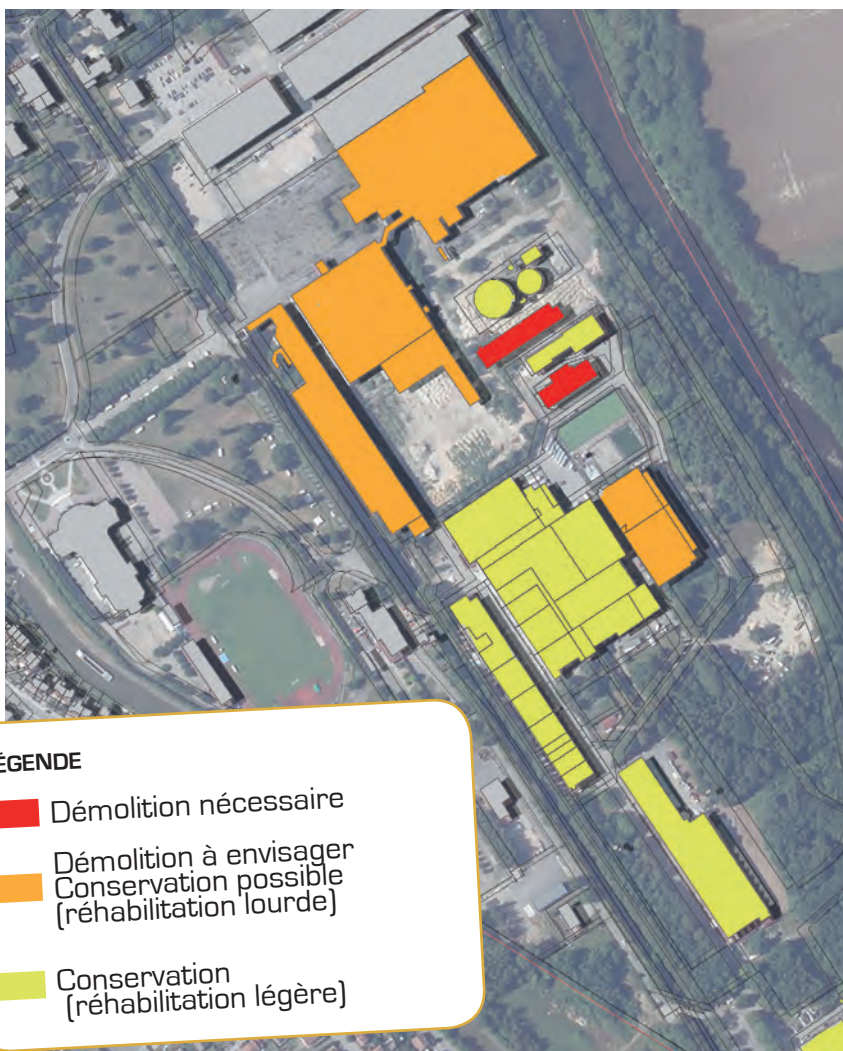 ÉGENDE
Démolition nécessaire
Démolition à envisager
Conservation possible
(réhabilitation lourde)
Conservation
(réhabilitation légère)